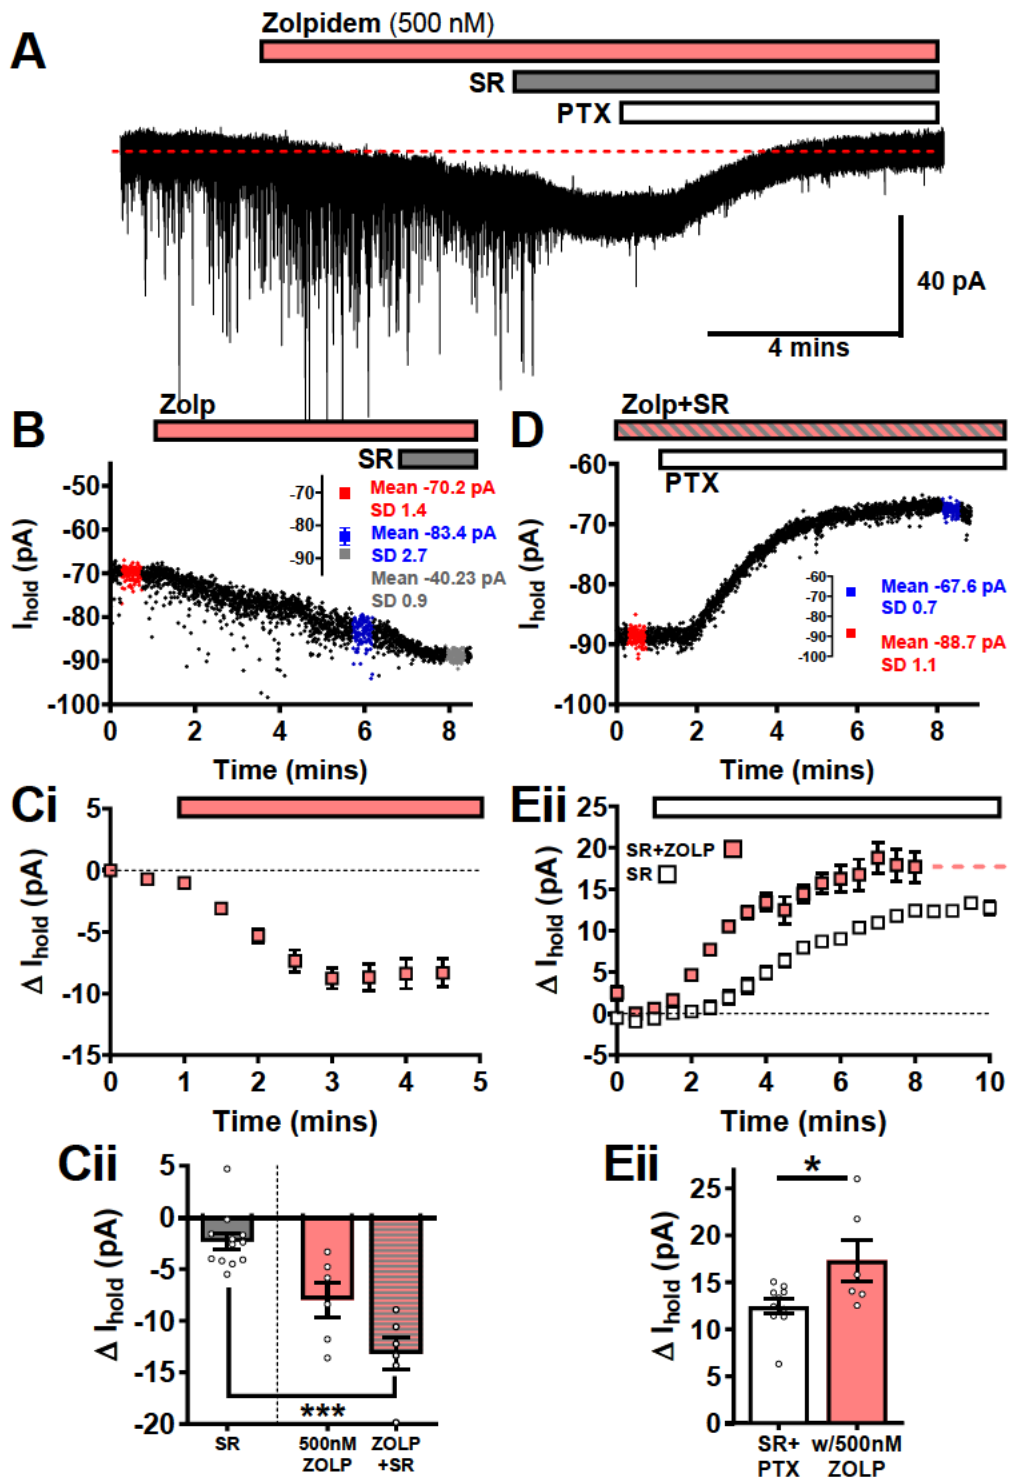 A
Zolpidem (500 nM)
SR
PTX
40 pA
4 mins
B
Zolp
SR
-50
-60
-70
-80
-90
-100
I hold (pA)
-70
-80
-90
Mean -70.2 pA
SD 1.4
Mean -83.4 pA
SD 2.7
Mean -40.23 pA
SD 0.9
0 2 4 6 8
Time (mins)
D
Zolp+SR
PTX
-60
-70
-80
-90
-100
I hold (pA)
-60
-70
-80
-90
-100
Mean -67.6 pA
SD 0.7
Mean -88.7 pA
SD 1.1
0 2 4 6 8
Time (mins)
Ci
5
0
-5
-10
-15
Δ I hold (pA)
0 1 2 3 4 5
Time (mins)
Eii
25
20
15
10
5
0
-5
Δ I hold (pA)
SR+ZOLP
SR
0 2 4 6 8 10
Time (mins)
Cii
5
0
-5
-10
-15
-20
Δ I hold (pA)
***
SR
500nM
ZOLP
ZOLP
+SR
Eii
25
20
15
10
5
0
Δ I hold (pA)
*
SR+
PTX
w/500nM
ZOLP